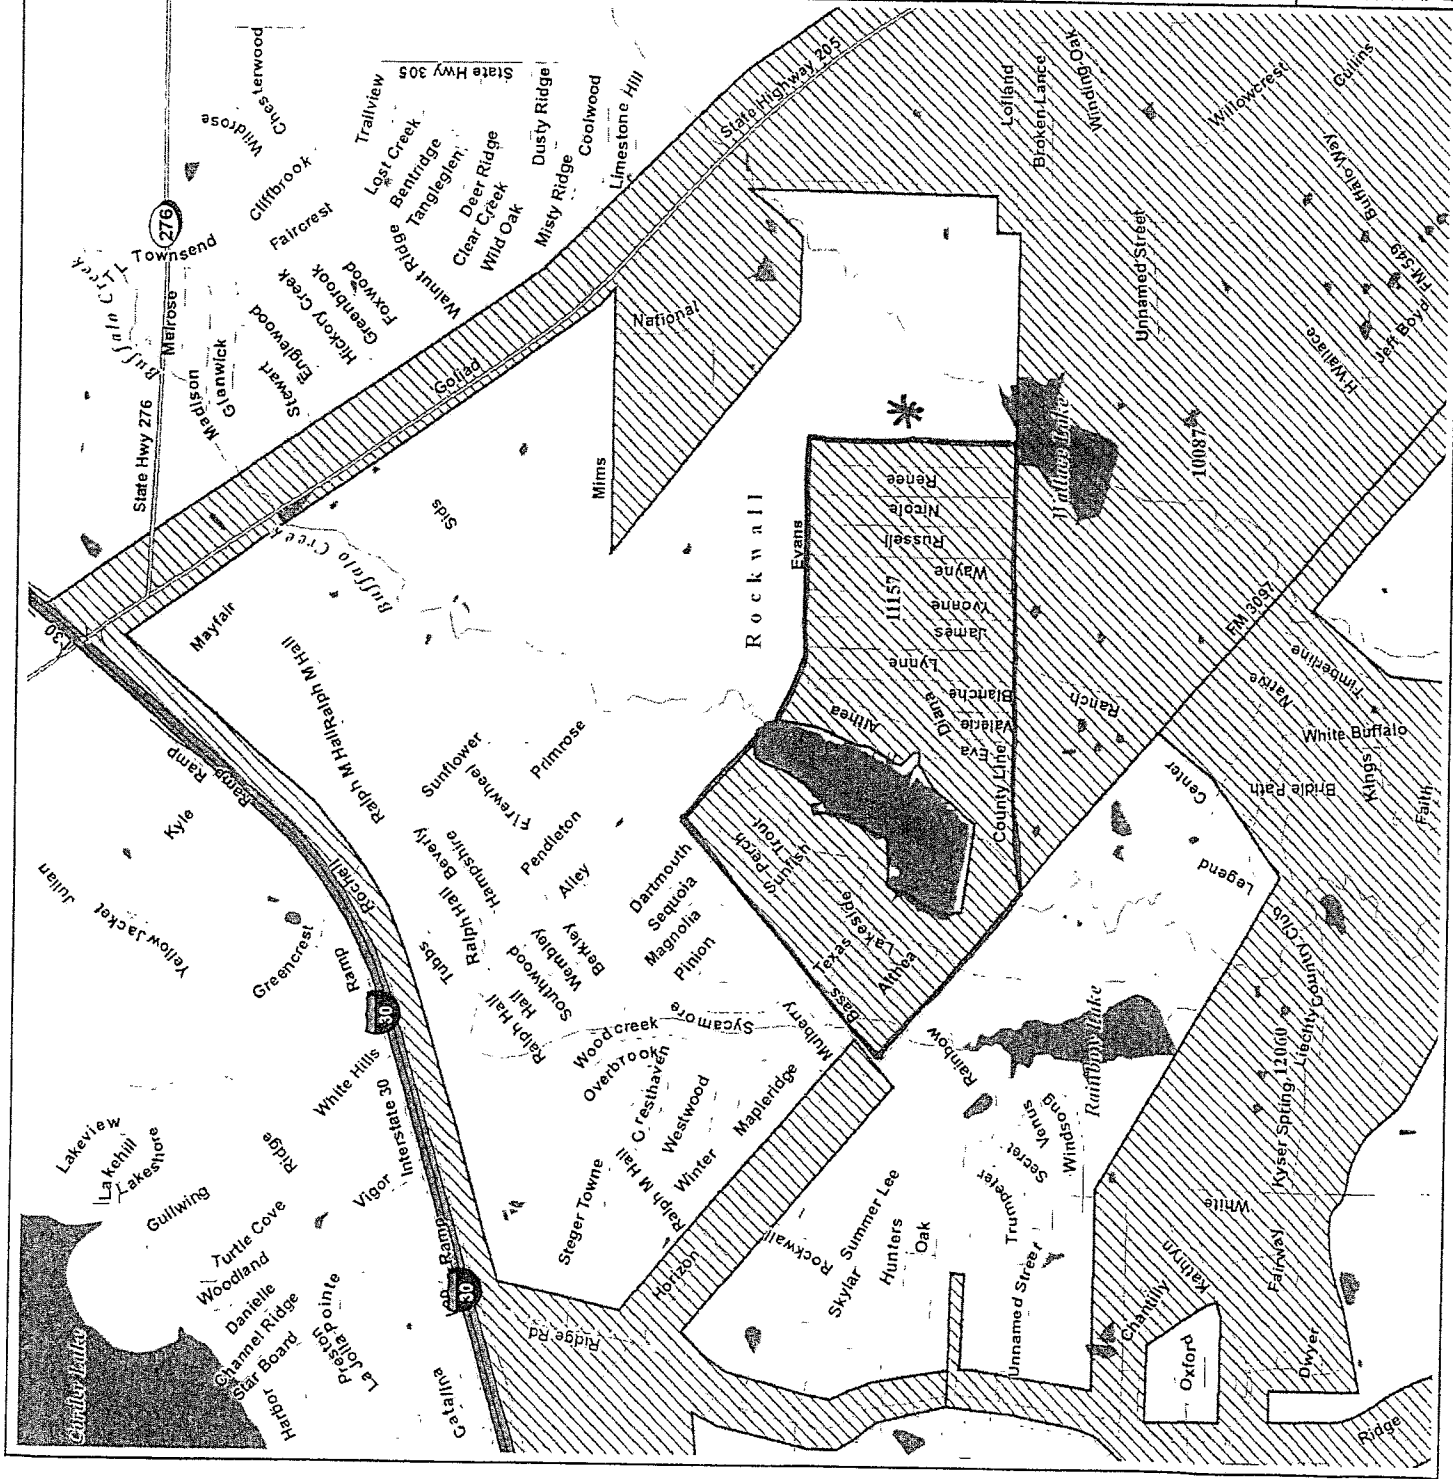 Chesterwood
Wildrose
State Hwy 305
Trailview
Cliffbrook
Lost Creek
Bentridge
Tangleglen
Deer Ridge
Dusty Ridge
Coolwood
Limestone Hill
State Highway 205
276
Townsend
TL
Faircrest
Clear Creek
Wild Oak
Misty Ridge
Walnut Ridge
Buffalo Creek
Melrose
Hickory Creek
Greenbrook
Foxwood
Englewood
Stewart
Glanwick
Madison
State Hwy 276
Goliad
National
Lofland
Broken Lance
Winding Oak
Willowcrest
Cullins
Buffalo Way
FM 549
Jeff Boyd
H Wallace
Unnamed Street
Mims
Sids
Buffalo Creek
Rockwall
Evans
Renee
Nicole
Russell
Wayne
Yvonne
James
Lynne
Blanche
Valerie
Eva
Diana
Althea
11157
Wallace Lake
10087
FM 3097
Ranch
County Line
30
Mayfair
Ralph M Hall
Ralph M Hall
Ralph M Hall
Ramp
Ramp
Kyle
Julian
Yellow Jacket
Greencrest
Rochell
Ramp
Sunflower
Firewheel
Primrose
Beverly
Hampshire
Ralph Hall
Tubbs
Pendleton
Alley
Berkley
Wembley
Southwood
Hall
Ralph Hall
Dartmouth
Sequoia
Magnolia
Pinion
Perch
Trout
Sunfish
Texas
Lakeside
Althea
Bass
Woodcreek
Sycamore
Mulberry
Overbrook
Cresthaven
Westwood
Mapleridge
Ralph M Hall
Winter
Steger Towne
Horizon
30
White Hills
Interstate 30
Vigor
Ridge
Lakeview
Lakehill
Lakeshore
Gullwing
Turtle Cove
Woodland
Danielle
Channel Ridge
Star Board
Preston
La Jolla Pointe
Harbor
Catalina
Ramp
30
Ridge Rd
Rockwall
Summer Lee
Skylar
Hunters
Oak
Rainbow
Rainbow Lake
Venus
Windsong
Secret
Trumpeter
Unnamed Street
Native
Timberline
White Buffalo
Kings
Bridle Path
Faith
Center
Legend
Country Club
Liechty
Kyser Spring
12060
White
Fairway
Kathryn
Chantilly
Oxford
Dwyer
Ridge